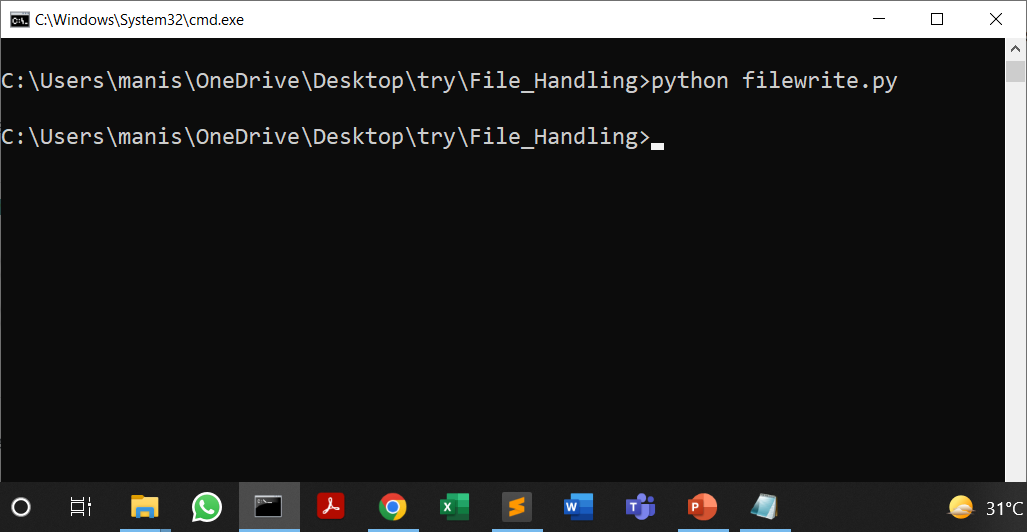 C:\Windows\System32\cmd.exe
C:\Users\manis\OneDrive\Desktop\try\File_Handling>python filewrite.py
C:\Users\manis\OneDrive\Desktop\try\File_Handling>
31°C